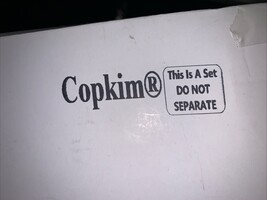 Copkim®
This Is A Set
DO NOT
SEPARATE